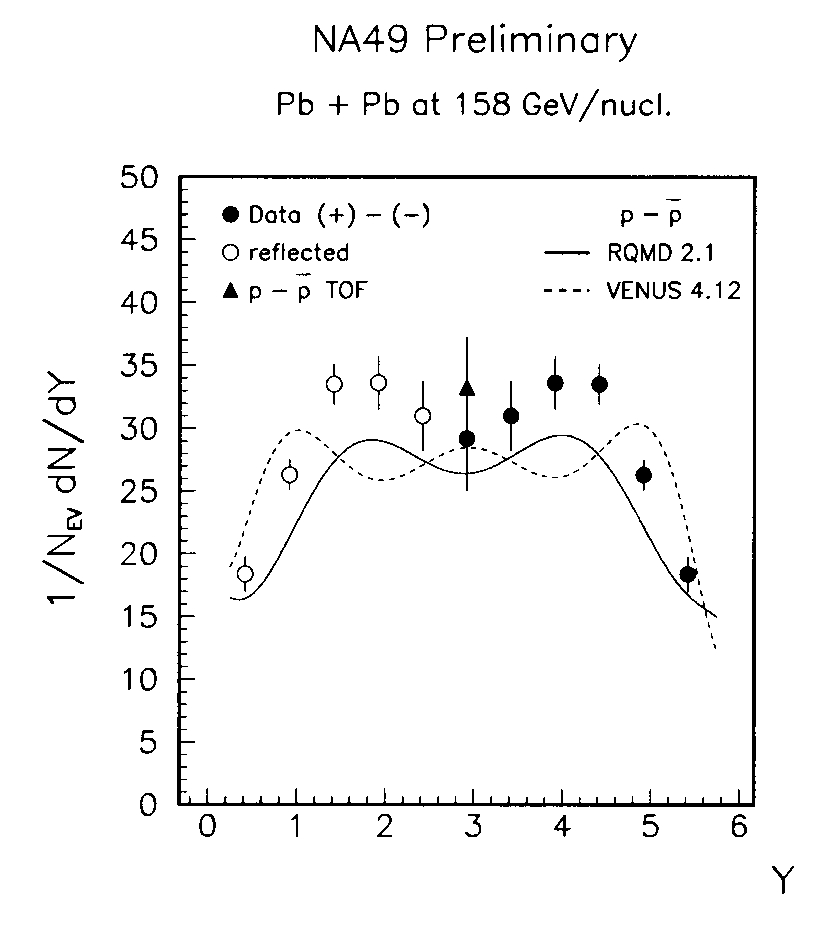 NA49 Preliminary
Pb + Pb at 158 GeV/nucl.
Data (+) − (−)
reflected
p − p̄ TOF
p − p̄
RQMD 2.1
VENUS 4.12
1/N_EV dN/dY
50
45
40
35
30
25
20
15
10
5
0
0 1 2 3 4 5 6
Y